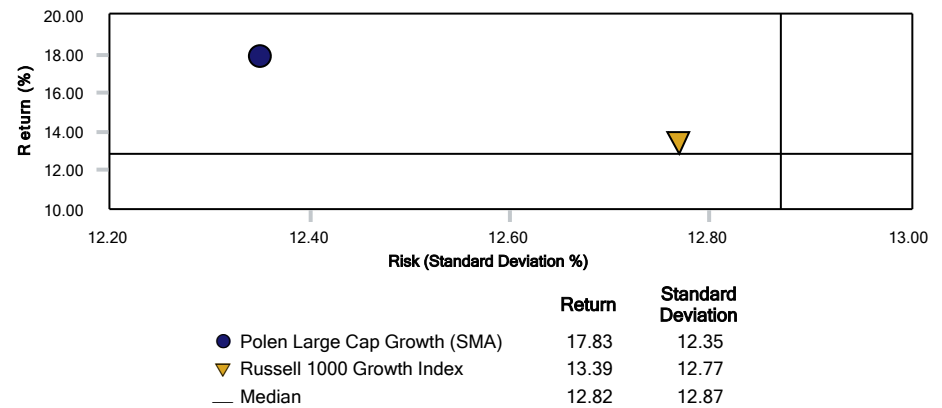 20.00
18.00
16.00
14.00
12.00
10.00
Return (%)
12.20 12.40 12.60 12.80 13.00
Risk (Standard Deviation %)
Return Standard Deviation
Polen Large Cap Growth (SMA) 17.83 12.35
Russell 1000 Growth Index 13.39 12.77
Median 12.82 12.87